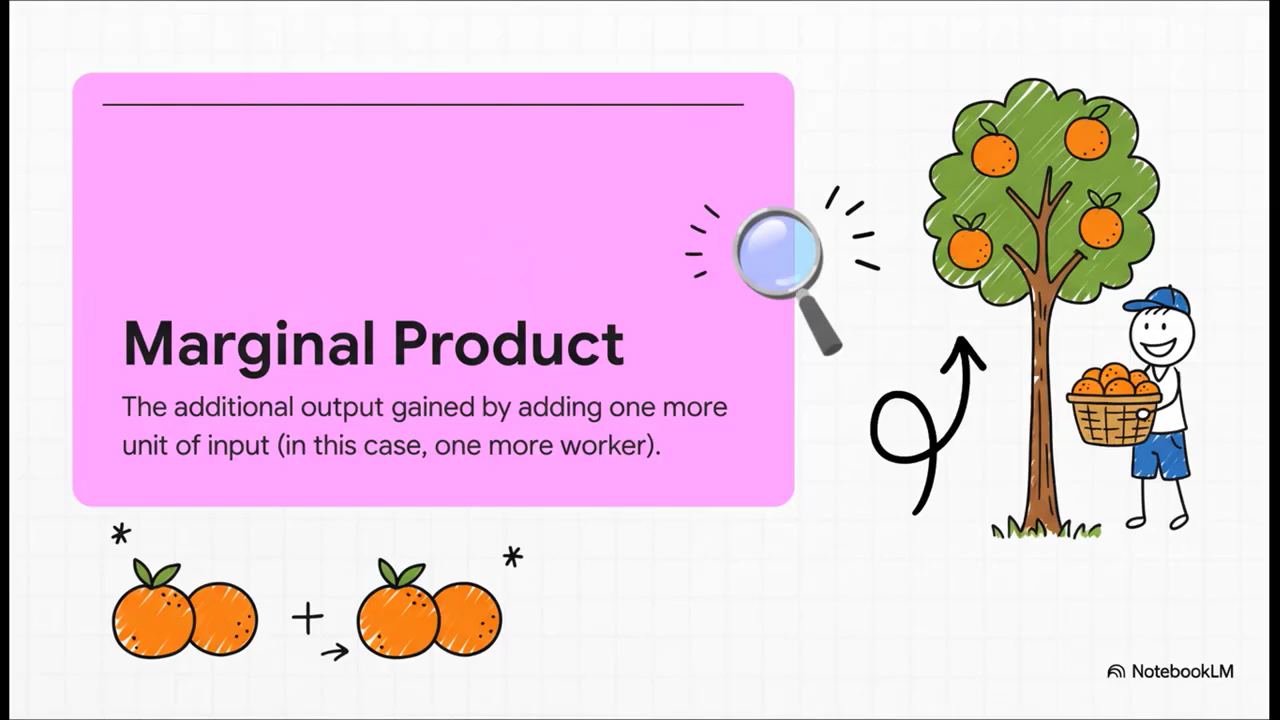 Marginal Product
The additional output gained by adding one more
unit of input (in this case, one more worker).
NotebookLM